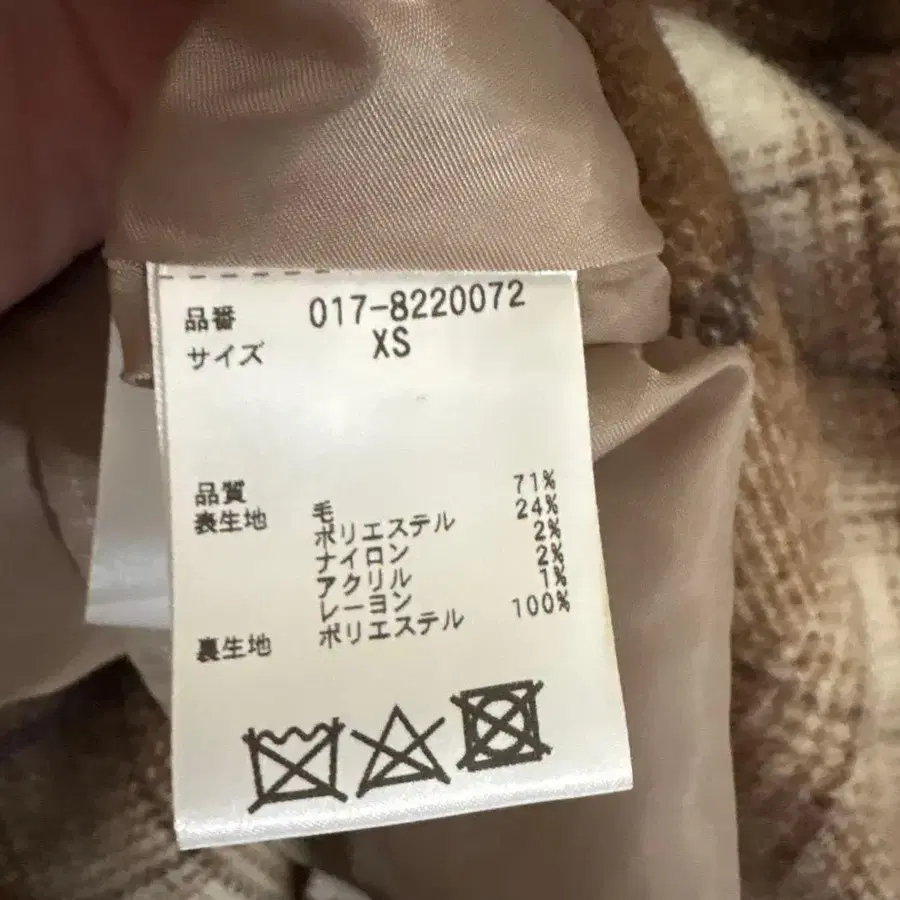 品番 017-8220072
サイズ XS
品質
表生地 毛 71%
ポリエステル 24%
ナイロン 2%
アクリル 2%
レーヨン 1%
裏生地 ポリエステル 100%